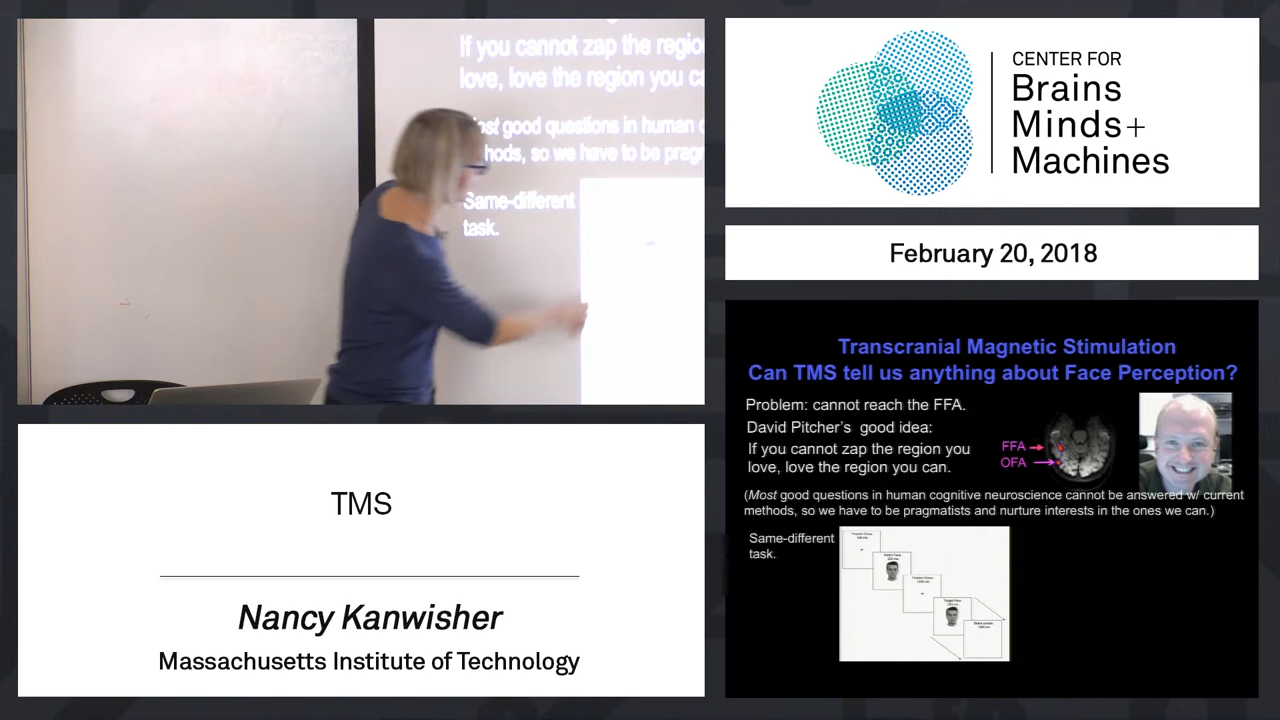 If you cannot zap the regio
love, love the region you ca
ost good questions in human c
hods, so we have to be pragm
Same-different
task.
CENTER FOR
Brains
Minds+
Machines
February 20, 2018
Transcranial Magnetic Stimulation
Can TMS tell us anything about Face Perception?
Problem: cannot reach the FFA.
David Pitcher's good idea:
If you cannot zap the region you
love, love the region you can.
FFA
OFA
(Most good questions in human cognitive neuroscience cannot be answered w/ current
methods, so we have to be pragmatists and nurture interests in the ones we can.)
Same-different
task.
TMS
Nancy Kanwisher
Massachusetts Institute of Technology